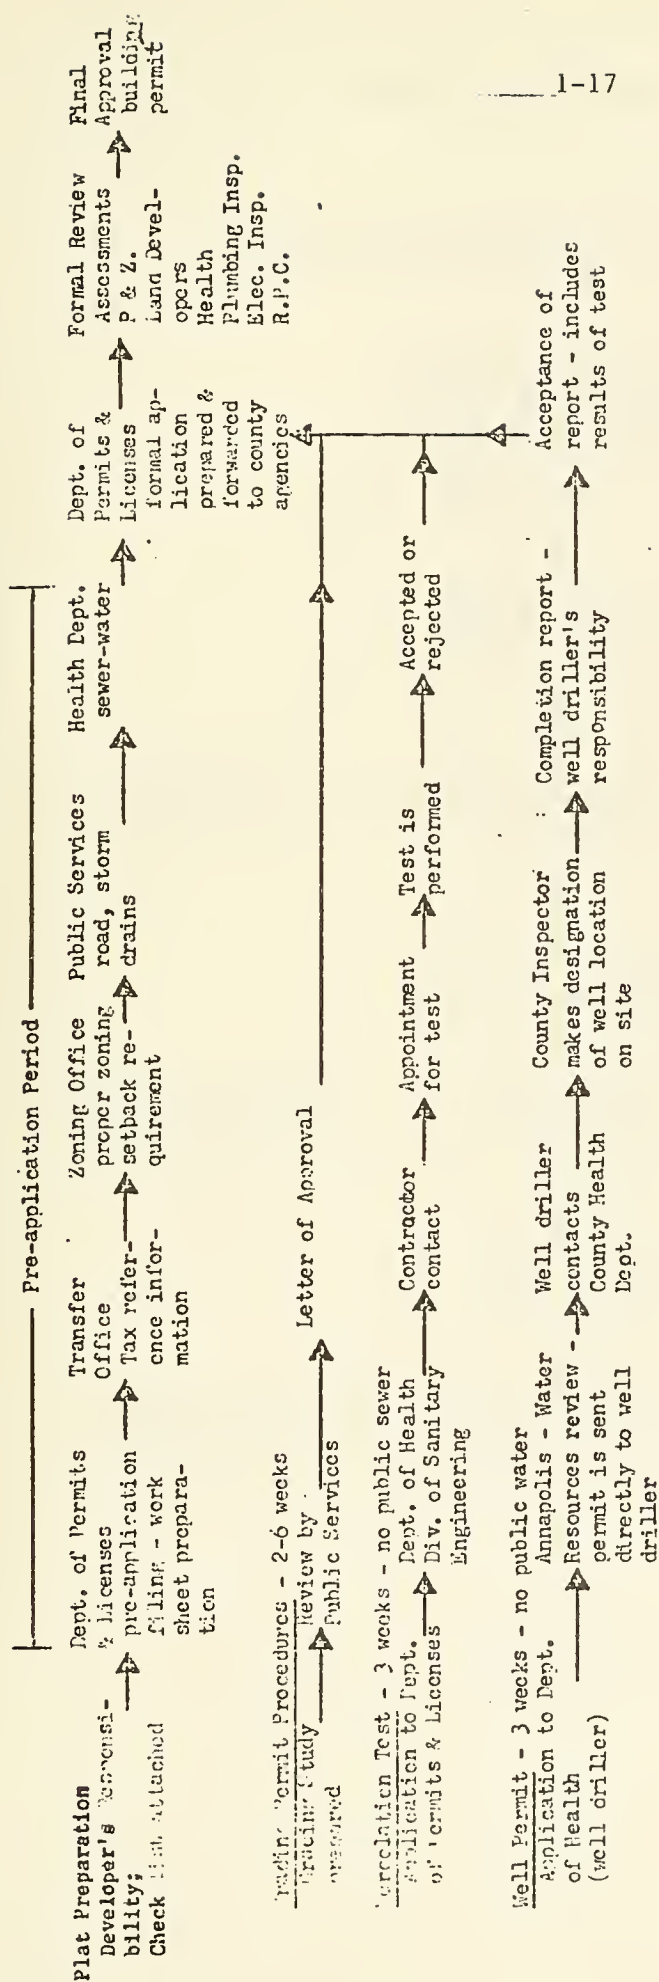 1-17
Pre-application Period
Plat Preparation
Developer's Responsi-
bility;
Check List attached
Dept. of Permits
& Licenses
pre-application
filing - work
sheet prepara-
tion
Transfer
Office
Tax refer-
ence infor-
mation
Zoning Office
proper zoning
setback re-
quirement
Public Services
road, storm
drains
Health Dept.
sewer-water
Dept. of
Permits &
Licenses
formal ap-
lication
prepared &
forwarded
to county
agencies
Formal Review
Assessments
P & Z.
Land Devel-
opers
Health
Plumbing Insp.
Elec. Insp.
R.P.C.
Final
Approval
building
permit
Grading Permit Procedures - 2-6 weeks
Grading Study
prepared
Review by
Public Services
Letter of Approval
Percolation Test - 3 weeks - no public sewer
Application to Dept.
of Permits & Licenses
Dept. of Health
Div. of Sanitary
Engineering
Contractor
contact
Appointment
for test
Test is
performed
Accepted or
rejected
Well Permit - 3 weeks - no public water
Application to Dept.
of Health
(well driller)
Annapolis - Water
Resources review -
permit is sent
directly to well
driller
Well driller
contacts
County Health
Dept.
County Inspector
makes designation
of well location
on site
: Completion report -
well driller's
responsibility
Acceptance of
report - includes
results of test